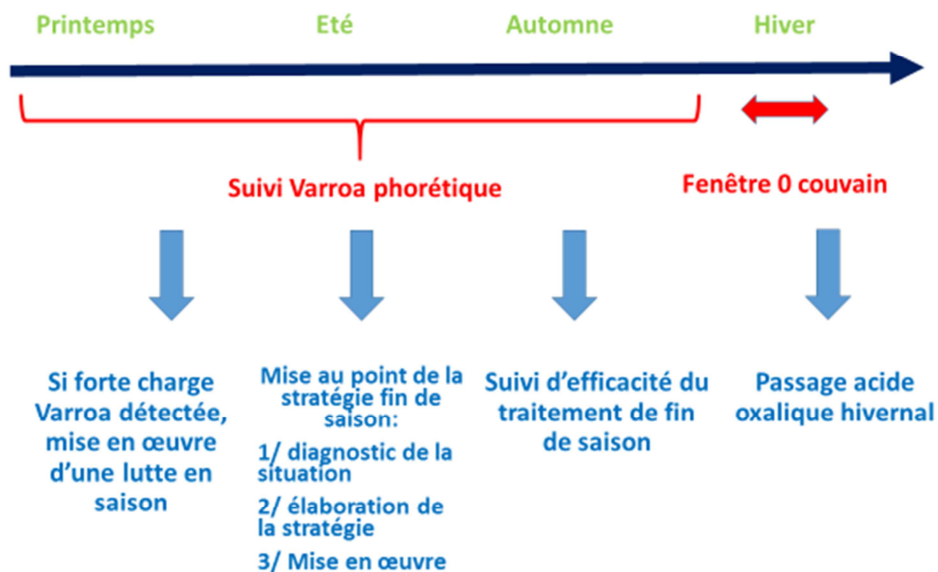 Printemps
Eté
Automne
Hiver
Suivi Varroa phorétique
Fenêtre 0 couvain
Si forte charge
Varroa détectée,
mise en œuvre
d'une lutte en
saison
Mise au point de la
stratégie fin de
saison:
1/ diagnostic de la
situation
2/ élaboration de
la stratégie
3/ Mise en œuvre
Suivi d'efficacité du
traitement de fin
de saison
Passage acide
oxalique hivernal